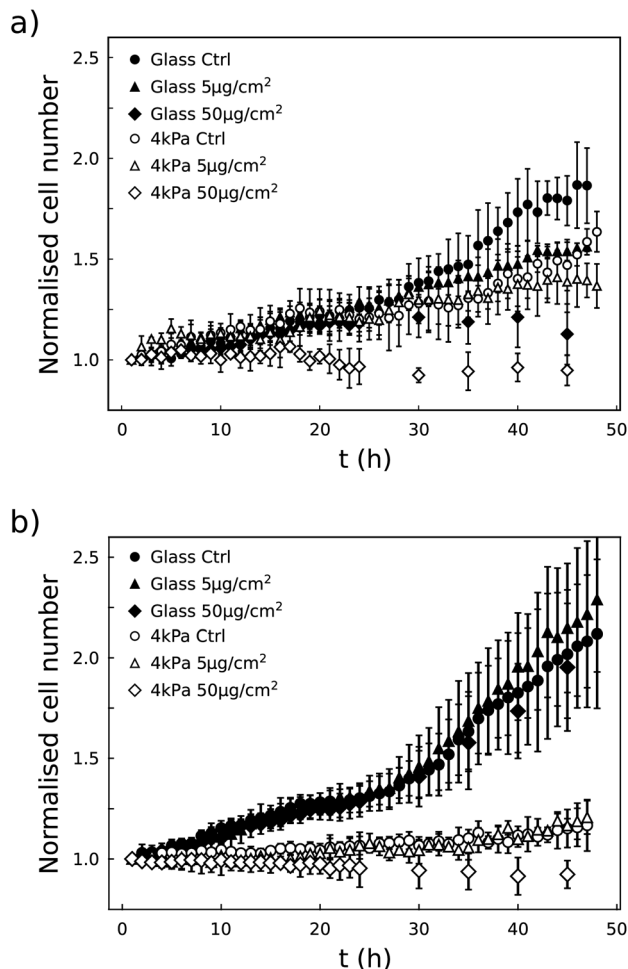 a)
Normalised cell number
2.5
2.0
1.5
1.0
Glass Ctrl
Glass 5µg/cm²
Glass 50µg/cm²
4kPa Ctrl
4kPa 5µg/cm²
4kPa 50µg/cm²
0 10 20 30 40 50
t (h)
b)
Normalised cell number
2.5
2.0
1.5
1.0
Glass Ctrl
Glass 5µg/cm²
Glass 50µg/cm²
4kPa Ctrl
4kPa 5µg/cm²
4kPa 50µg/cm²
0 10 20 30 40 50
t (h)